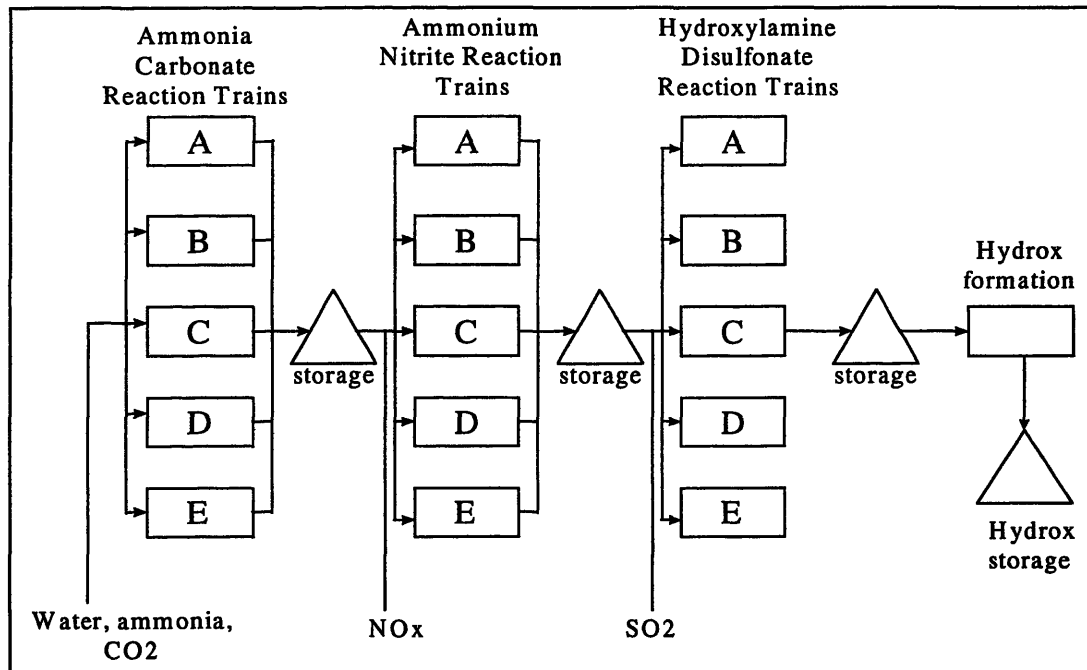 Ammonia
Carbonate
Reaction Trains
A
B
C
D
E
storage
Water, ammonia,
CO2
Ammonium
Nitrite Reaction
Trains
A
B
C
D
E
storage
NOx
Hydroxylamine
Disulfonate
Reaction Trains
A
B
C
D
E
storage
SO2
Hydrox
formation
Hydrox
storage